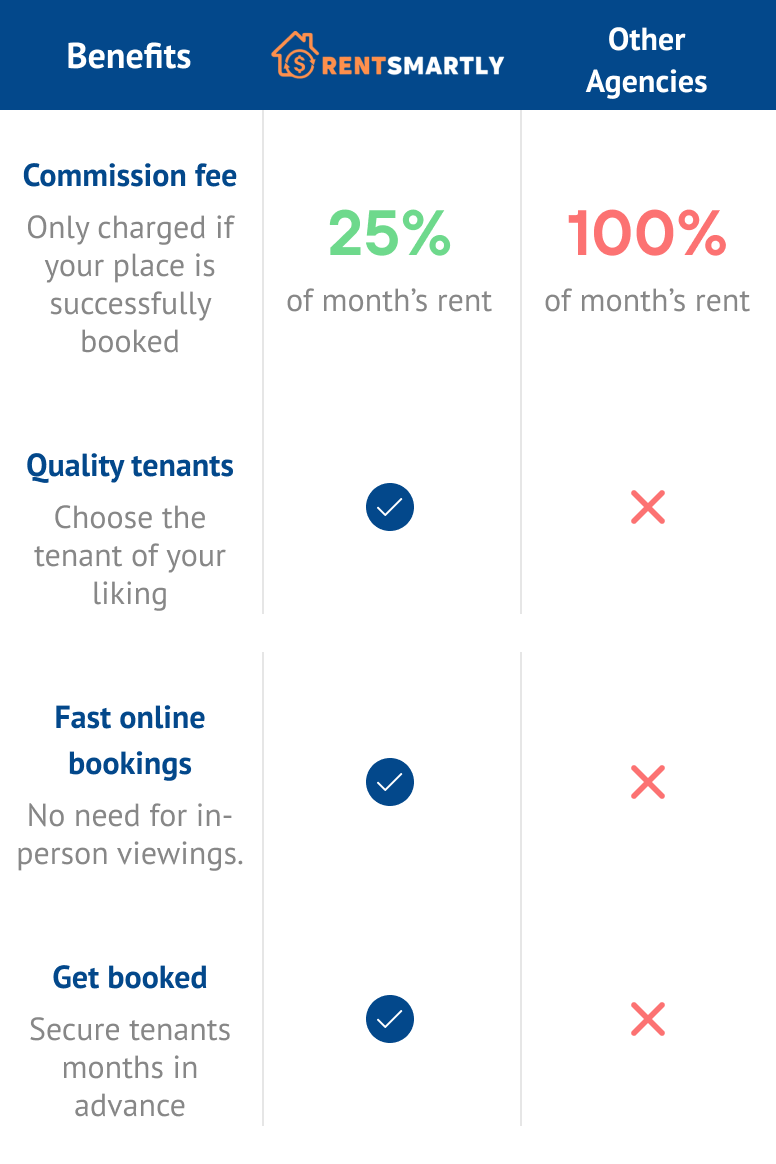 Benefits
RENTSMARTLY
Other
Agencies
Commission fee
Only charged if
your place is
successfully
booked
25%
of month’s rent
100%
of month’s rent
Quality tenants
Choose the
tenant of your
liking
Fast online
bookings
No need for in-
person viewings.
Get booked
Secure tenants
months in
advance